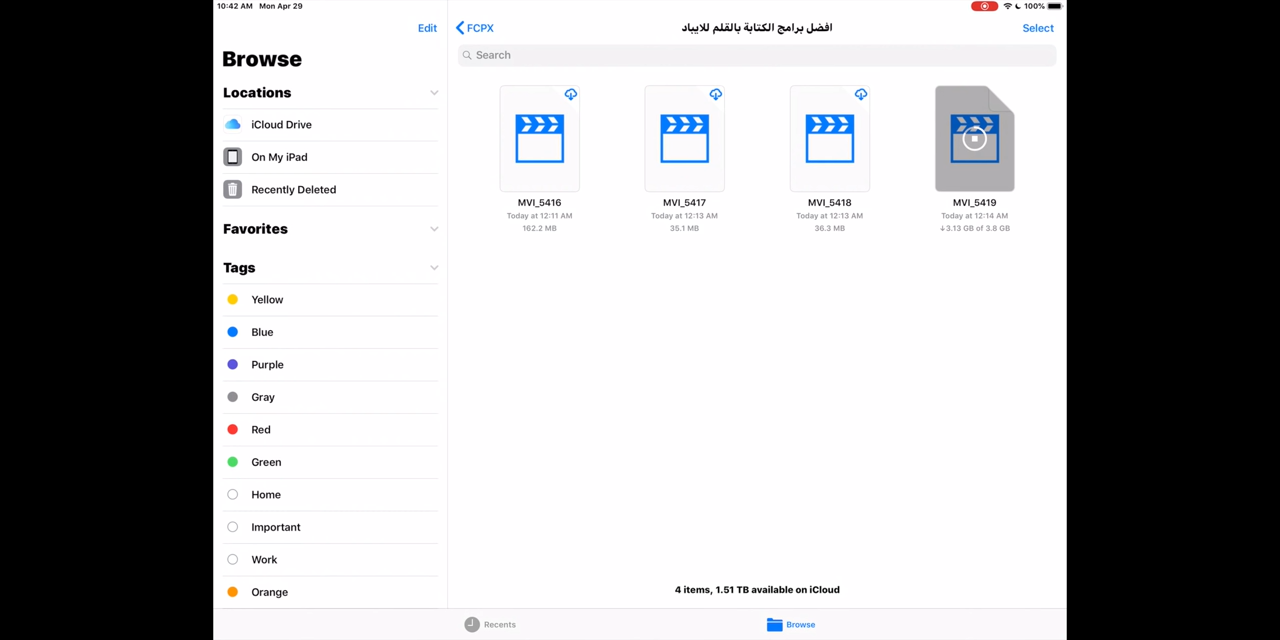 10:42 AM Mon Apr 29
100%
Edit
FCPX
افضل برامج الكتابة بالقلم للايباد
Select
Browse
Search
Locations
iCloud Drive
On My iPad
Recently Deleted
Favorites
Tags
Yellow
Blue
Purple
Gray
Red
Green
Home
Important
Work
Orange
MVI_5416
Today at 12:11 AM
162.2 MB
MVI_5417
Today at 12:13 AM
35.1 MB
MVI_5418
Today at 12:13 AM
36.3 MB
MVI_5419
Today at 12:14 AM
↓3.13 GB of 3.8 GB
4 items, 1.51 TB available on iCloud
Recents
Browse